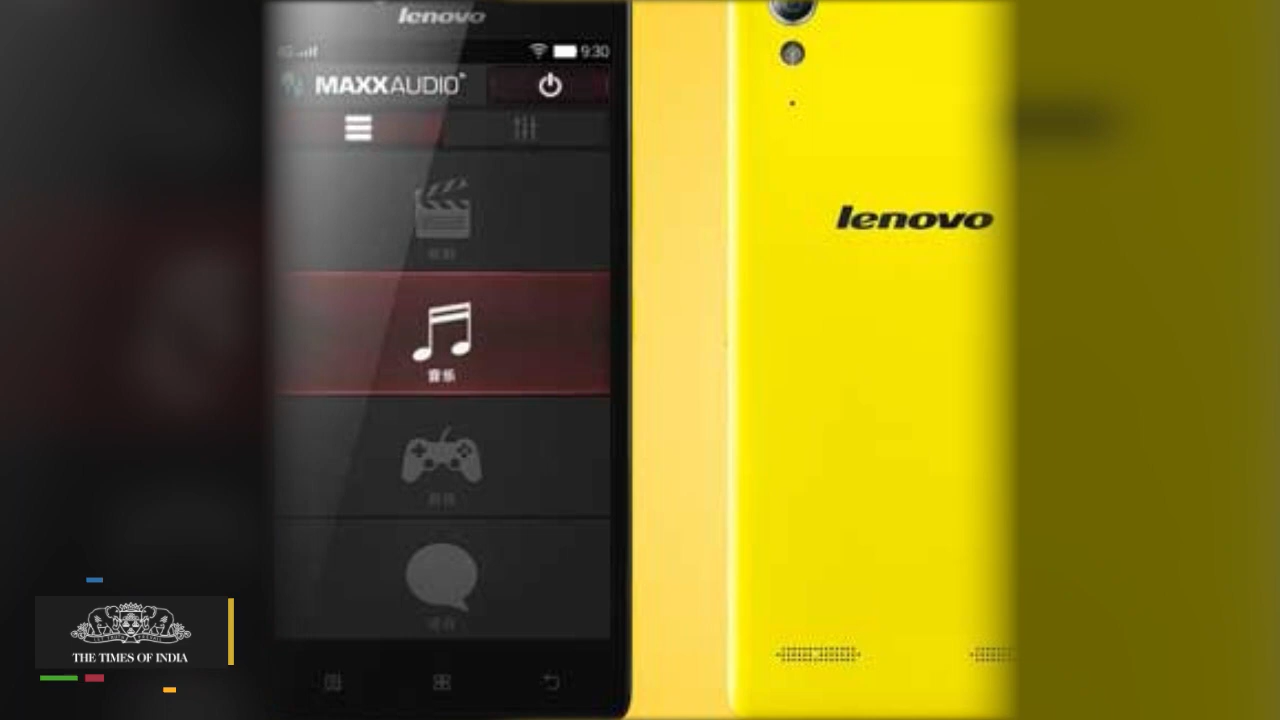 lenovo
9:30
MAXXAUDIO
音乐
lenovo
THE TIMES OF INDIA